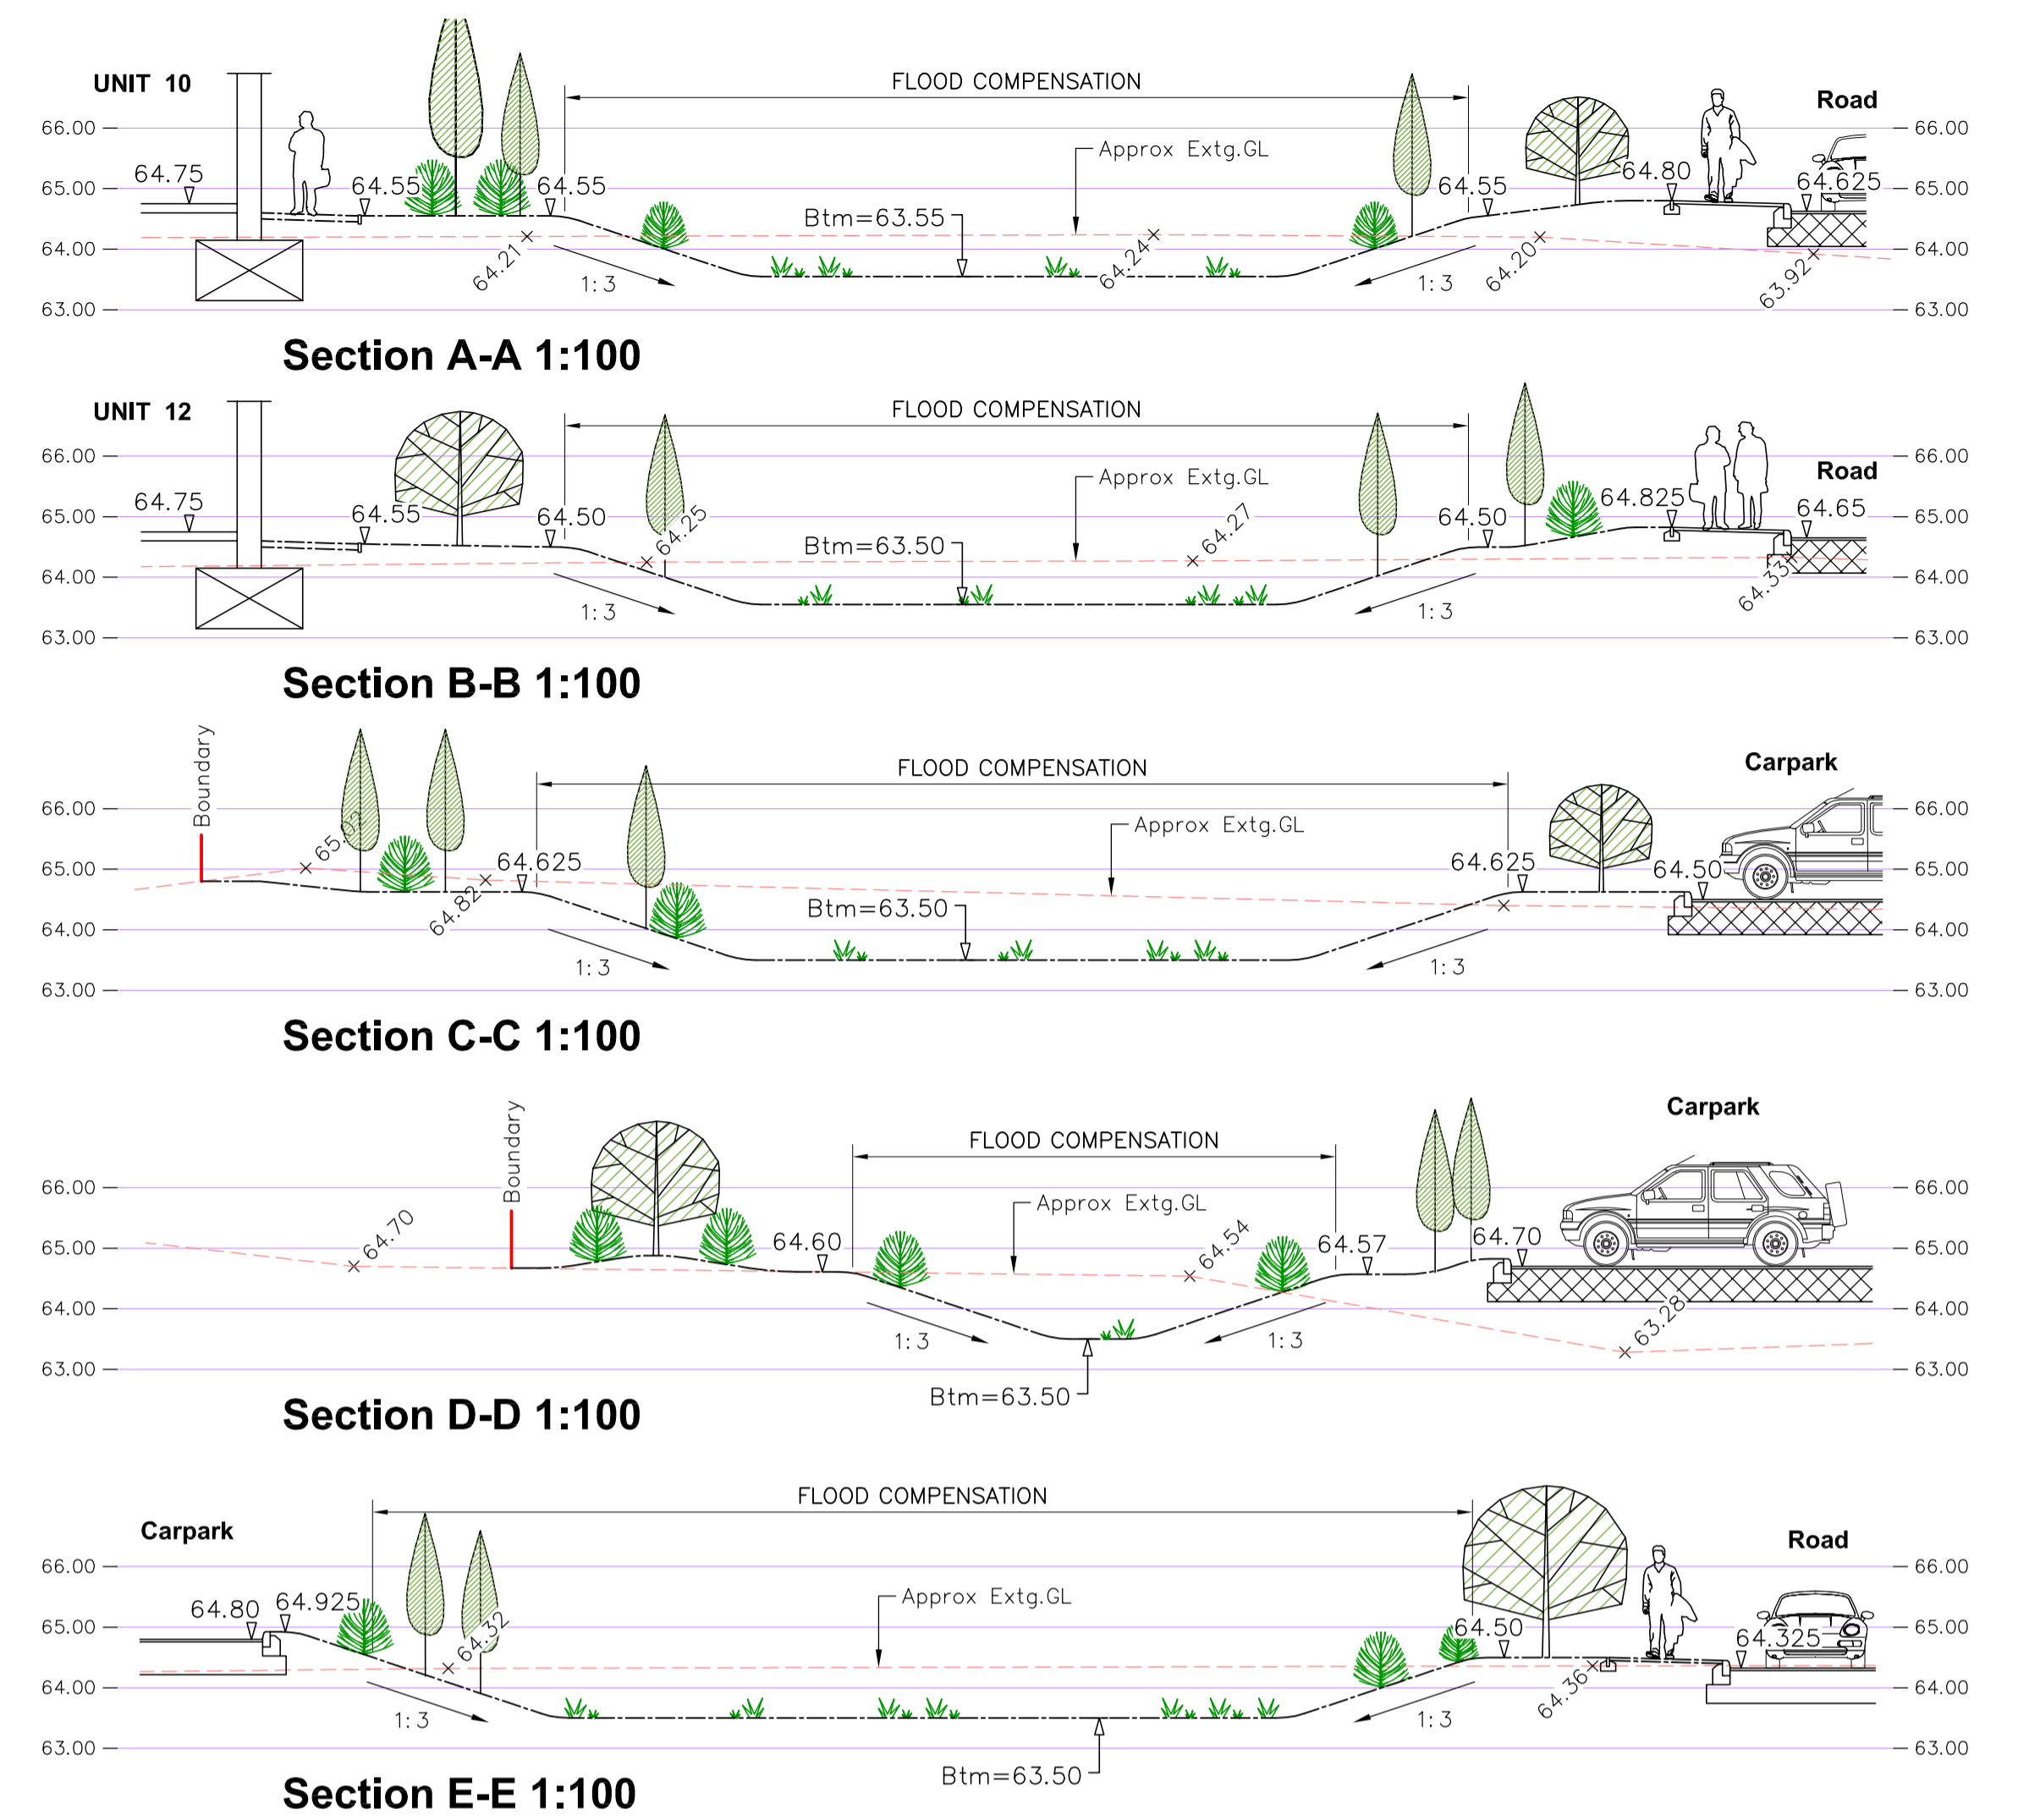 UNIT 10
FLOOD COMPENSATION
Road
66.00
66.00
Approx Extg.GL
64.75
64.55
64.55
64.55
64.80
64.625
65.00
65.00
Btm=63.55
64.00
64.00
64.21
1:3
64.24
1:3
64.20
63.92
63.00
63.00
Section A-A 1:100
UNIT 12
FLOOD COMPENSATION
66.00
66.00
Road
Approx Extg.GL
64.75
64.55
64.50
64.25
64.27
64.50
64.825
64.65
65.00
65.00
Btm=63.50
64.00
64.00
1:3
1:3
64.33
63.00
63.00
Section B-B 1:100
Boundary
FLOOD COMPENSATION
Carpark
66.00
66.00
Approx Extg.GL
64.625
64.625
64.50
65.00
65.00
64.82
Btm=63.50
64.00
64.00
1:3
1:3
63.00
63.00
Section C-C 1:100
Carpark
Boundary
FLOOD COMPENSATION
66.00
66.00
Approx Extg.GL
64.70
64.60
64.54
64.57
64.70
65.00
65.00
64.00
64.00
1:3
1:3
63.28
63.00
63.00
Btm=63.50
Section D-D 1:100
FLOOD COMPENSATION
Carpark
Road
66.00
66.00
Approx Extg.GL
64.80
64.925
64.32
64.50
64.325
65.00
65.00
64.00
64.00
1:3
1:3
64.36
63.00
63.00
Btm=63.50
Section E-E 1:100